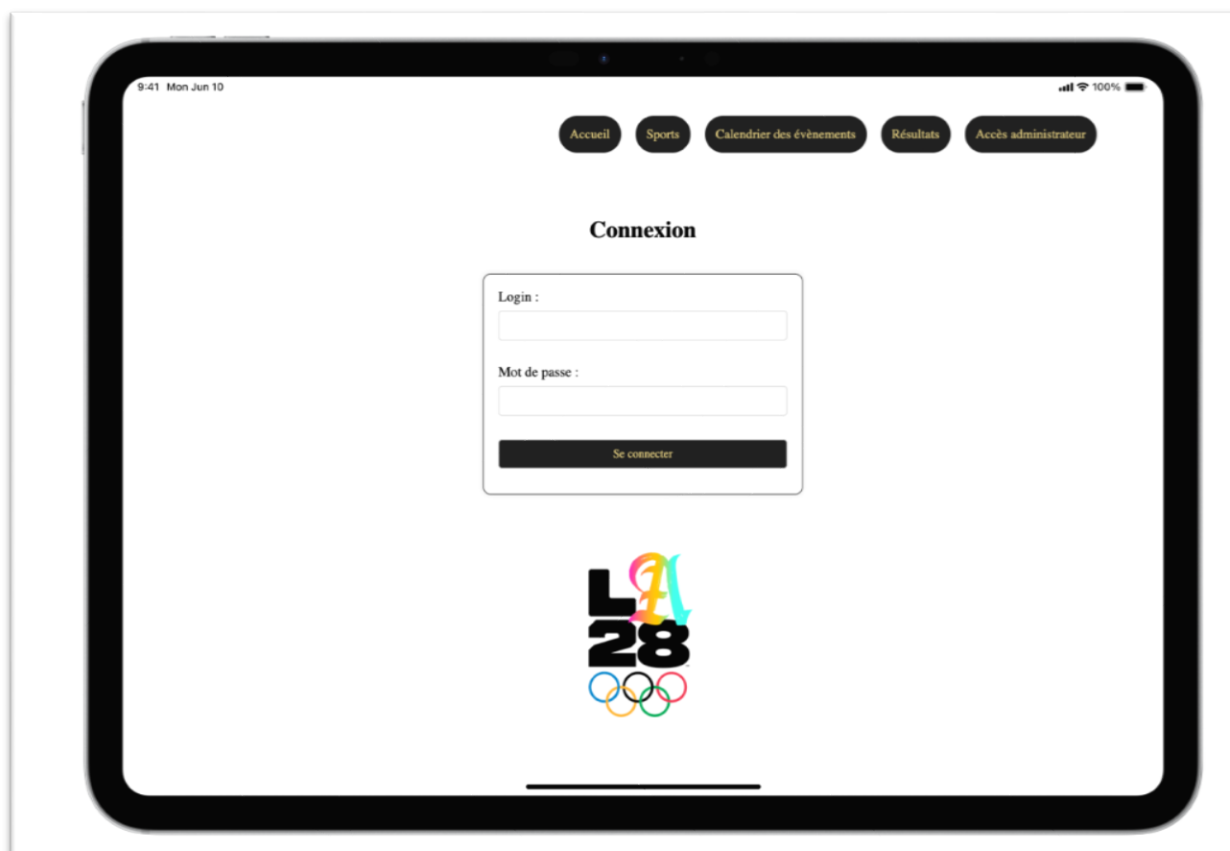 9:41 Mon Jun 10 100%
Accueil Sports Calendrier des évènements Résultats Accès administrateur
Connexion
Login :
Mot de passe :
Se connecter
LA
28